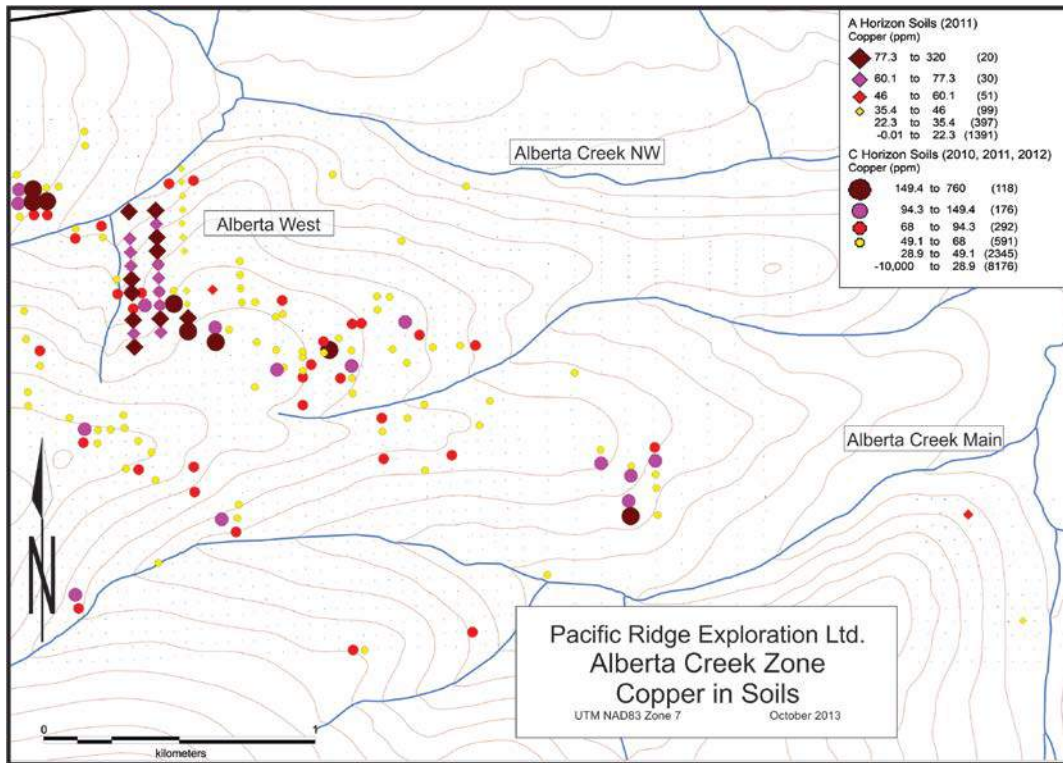 A Horizon Soils (2011)
Copper (ppm)
77.3 to 320 (20)
60.1 to 77.3 (30)
46 to 60.1 (51)
35.4 to 46 (99)
22.3 to 35.4 (397)
-0.01 to 22.3 (1391)
C Horizon Soils (2010, 2011, 2012)
Copper (ppm)
149.4 to 760 (118)
94.3 to 149.4 (176)
68 to 94.3 (292)
49.1 to 68 (591)
28.9 to 49.1 (2345)
-10,000 to 28.9 (8176)
Alberta Creek NW
Alberta West
Alberta Creek Main
N
Pacific Ridge Exploration Ltd.
Alberta Creek Zone
Copper in Soils
UTM NAD83 Zone 7 October 2013
0 1
kilometers